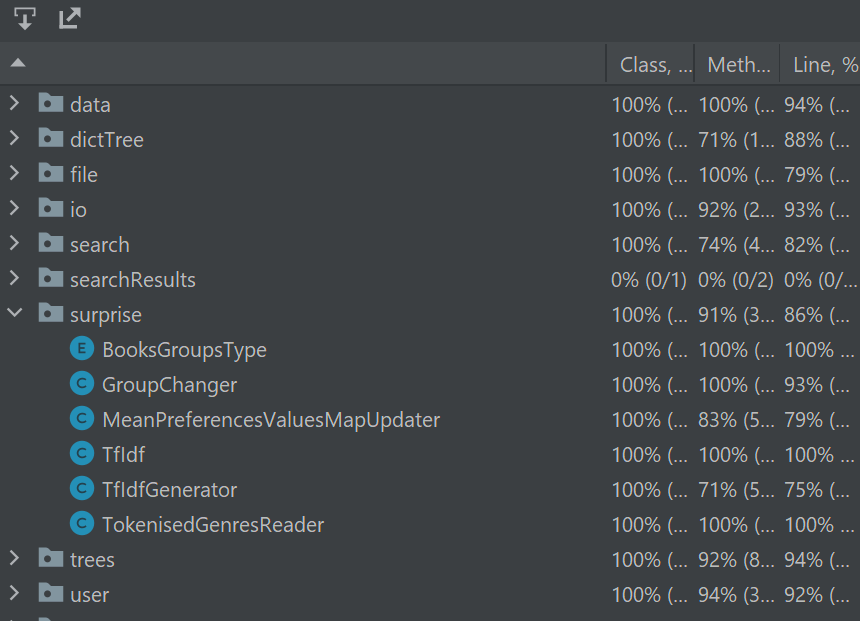 Class, ... Meth... Line, %
data 100% (... 100% (... 94% (...
dictTree 100% (... 71% (1... 88% (...
file 100% (... 100% (... 79% (...
io 100% (... 92% (2... 93% (...
search 100% (... 74% (4... 82% (...
searchResults 0% (0/1) 0% (0/2) 0% (0/...
surprise 100% (... 91% (3... 86% (...
E BooksGroupsType 100% (... 100% (... 100% ...
C GroupChanger 100% (... 100% (... 93% (...
C MeanPreferencesValuesMapUpdater 100% (... 83% (5... 79% (...
C TfIdf 100% (... 100% (... 100% ...
C TfIdfGenerator 100% (... 71% (5... 75% (...
C TokenisedGenresReader 100% (... 100% (... 100% ...
trees 100% (... 92% (8... 94% (...
user 100% (... 94% (3... 92% (...